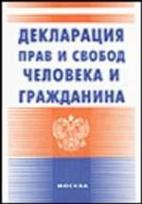 ДЕКЛАРАЦИЯ
ПРАВ И СВОБОД
ЧЕЛОВЕКА И
ГРАЖДАНИНА
МОСКВА